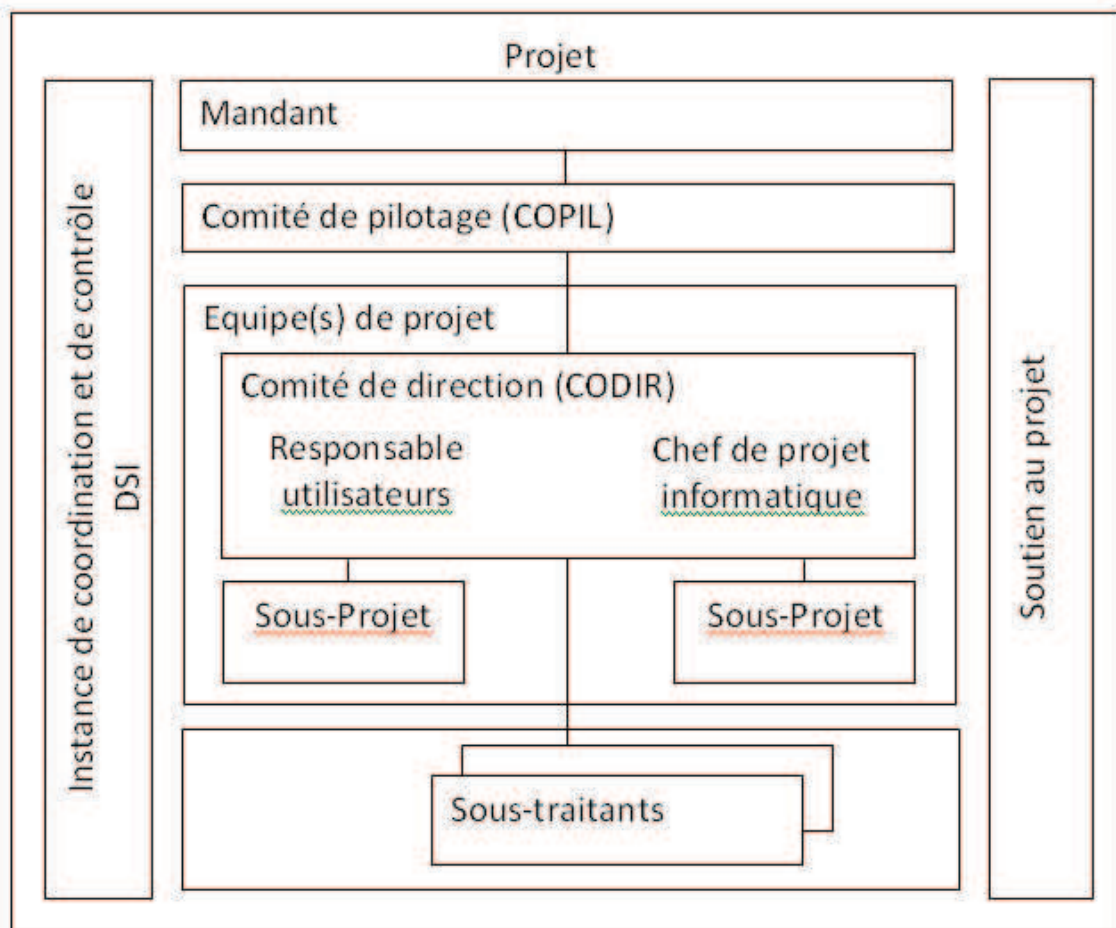 Projet
Instance de coordination et de contrôle
DSI
Mandant
Comité de pilotage (COPIL)
Equipe(s) de projet
Comité de direction (CODIR)
Responsable
utilisateurs
Chef de projet
informatique
Sous-Projet
Sous-Projet
Sous-traitants
Soutien au projet